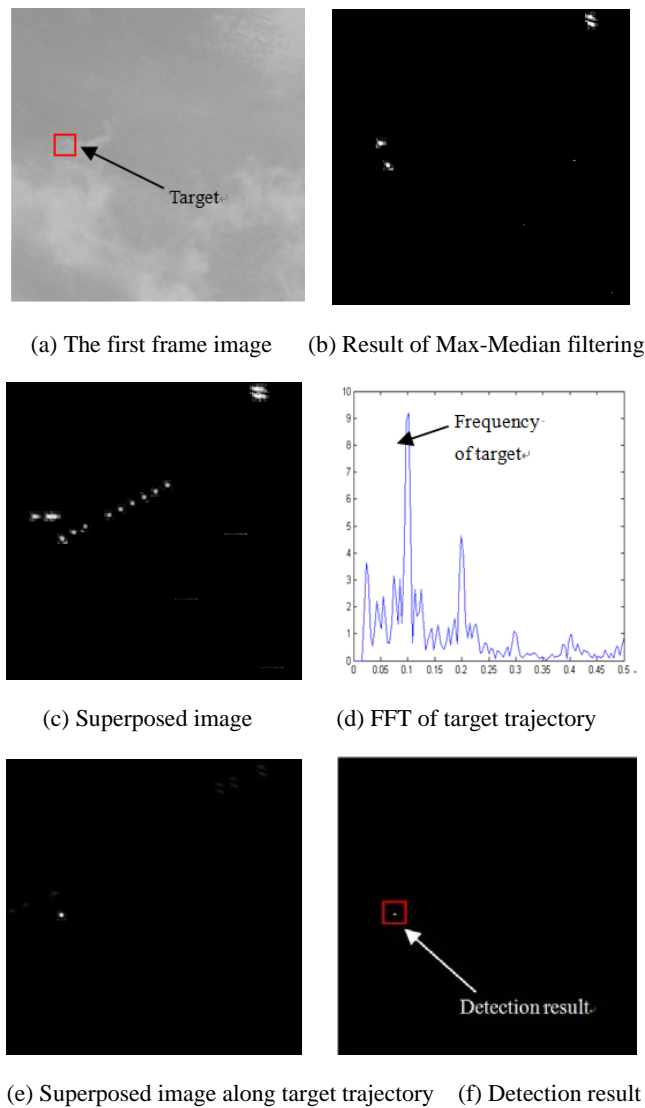 Target
(a) The first frame image (b) Result of Max-Median filtering
10
9
8
7
6
5
4
3
2
1
0
Frequency
of target
0 0.05 0.1 0.15 0.2 0.25 0.3 0.35 0.4 0.45 0.5
(c) Superposed image (d) FFT of target trajectory
Detection result
(e) Superposed image along target trajectory (f) Detection result